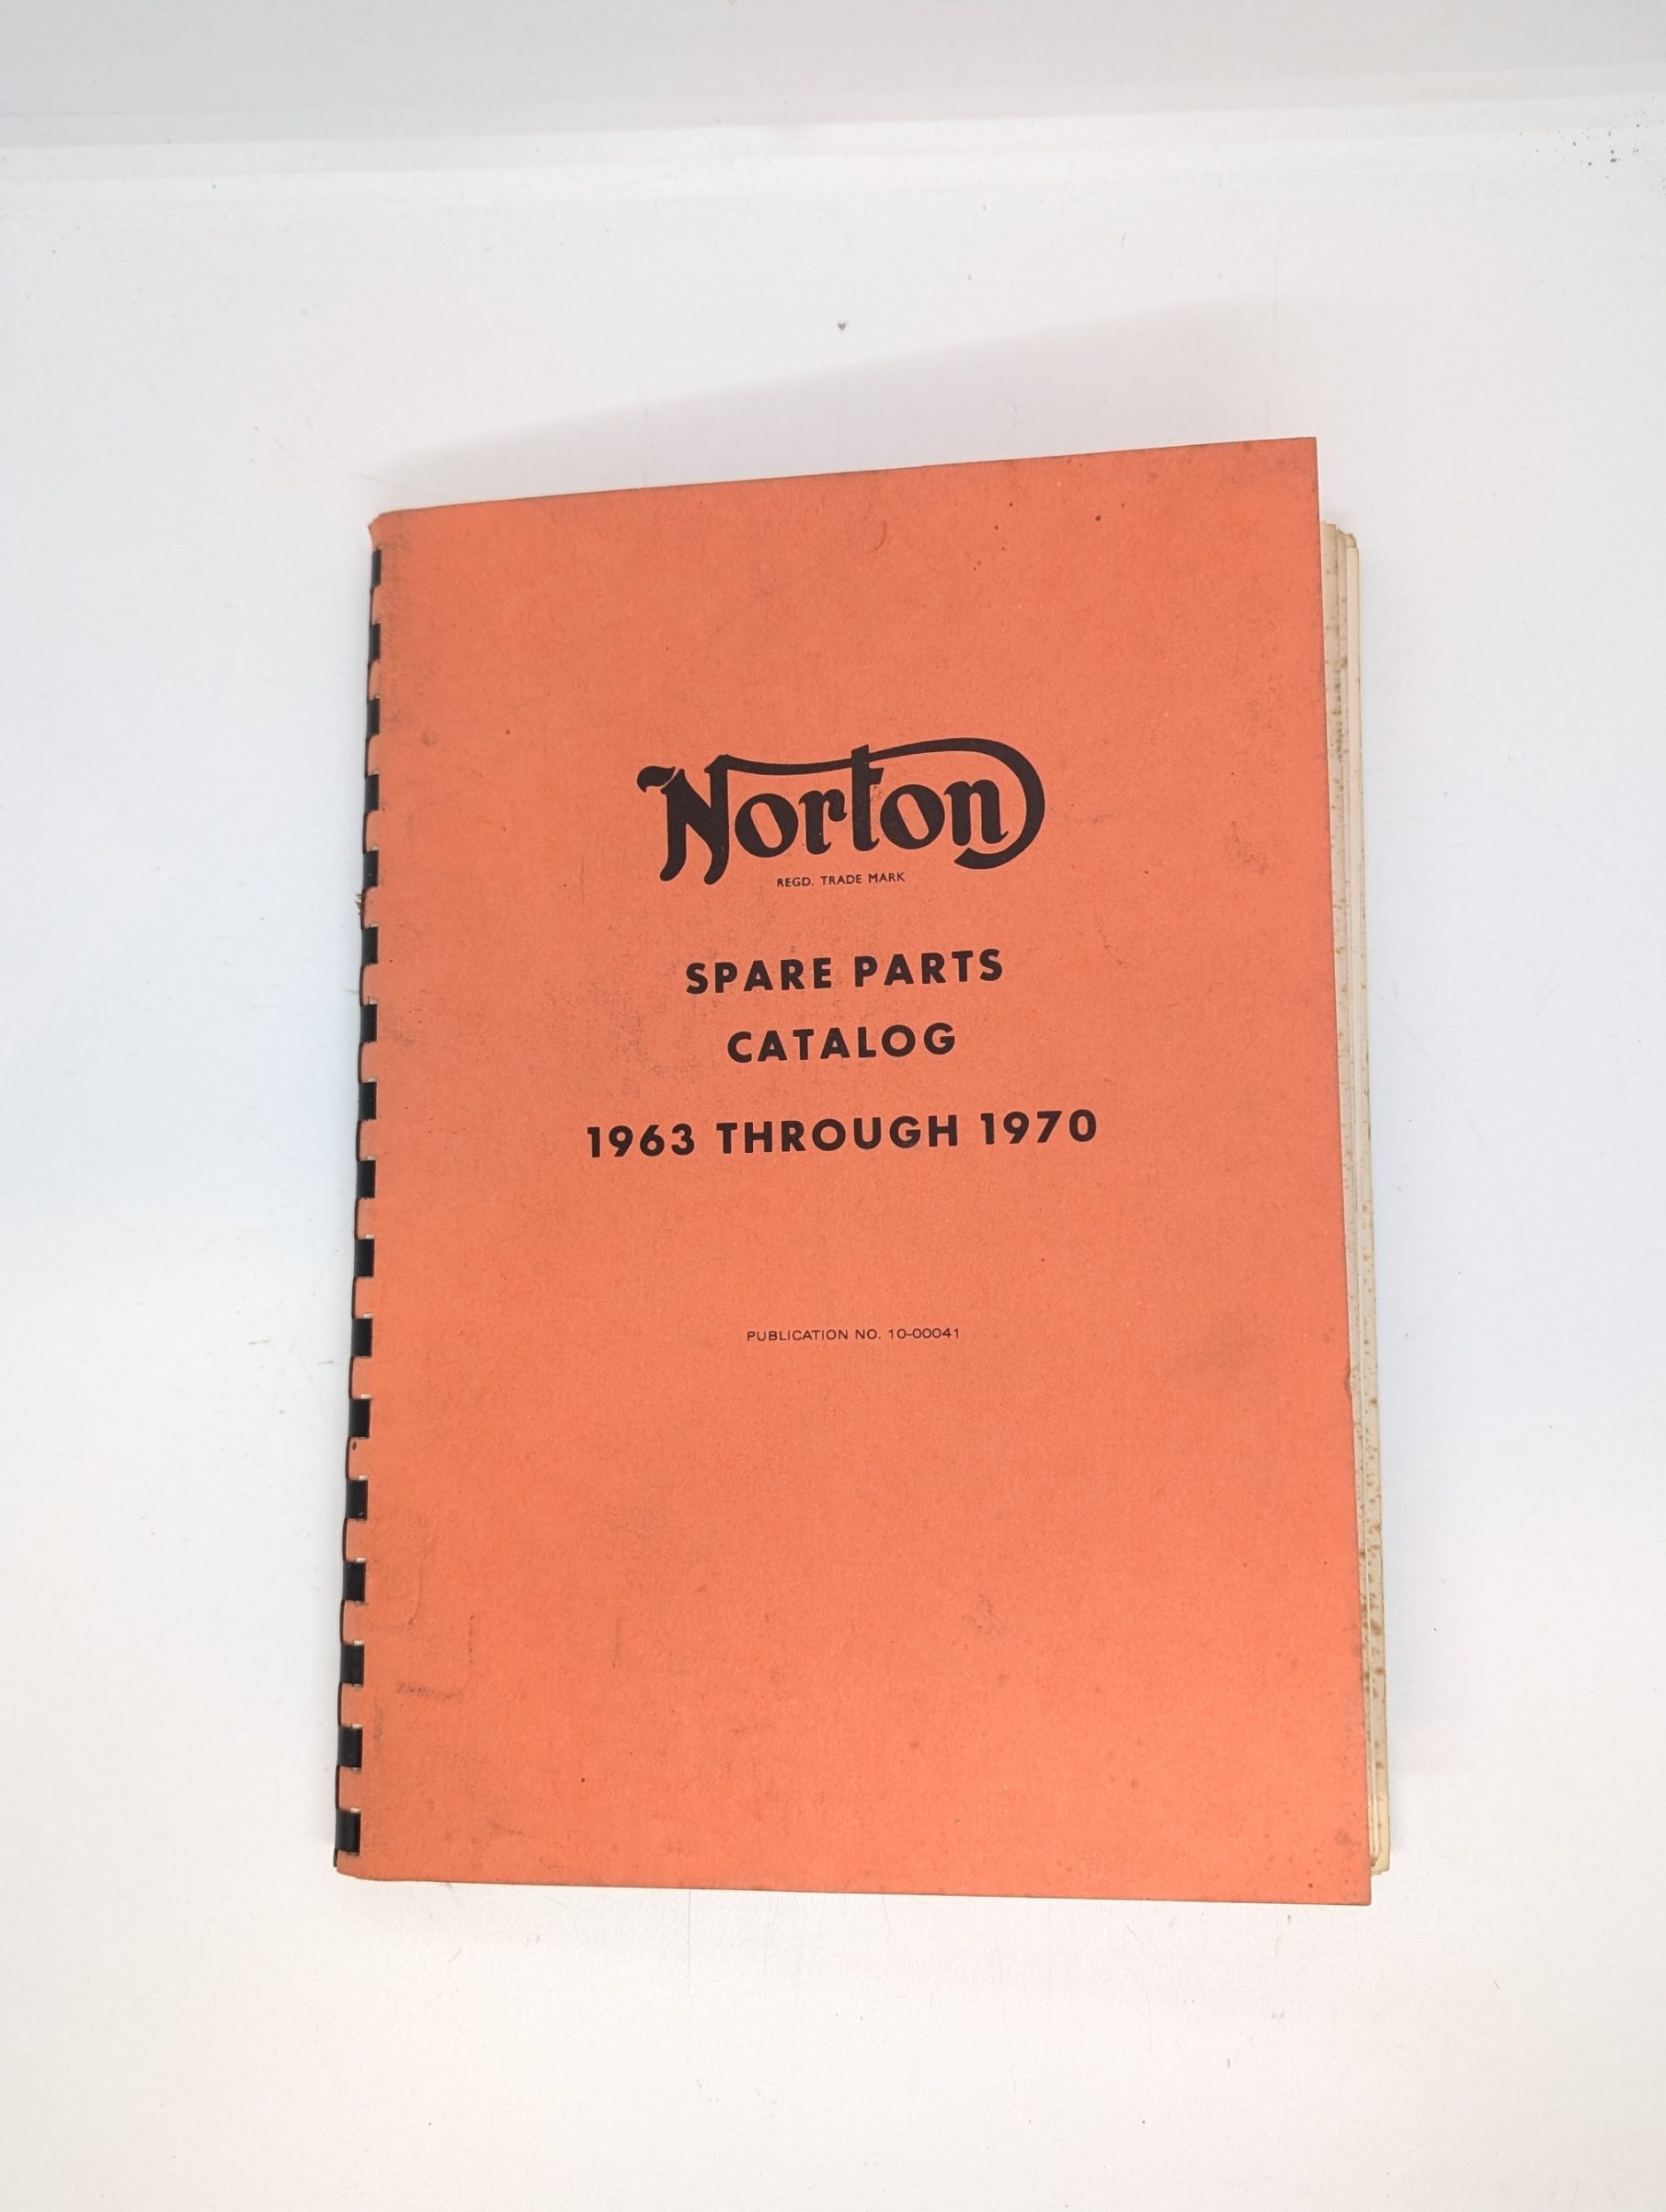 Norton
REGD. TRADE MARK
SPARE PARTS
CATALOG
1963 THROUGH 1970
PUBLICATION NO. 10-00041